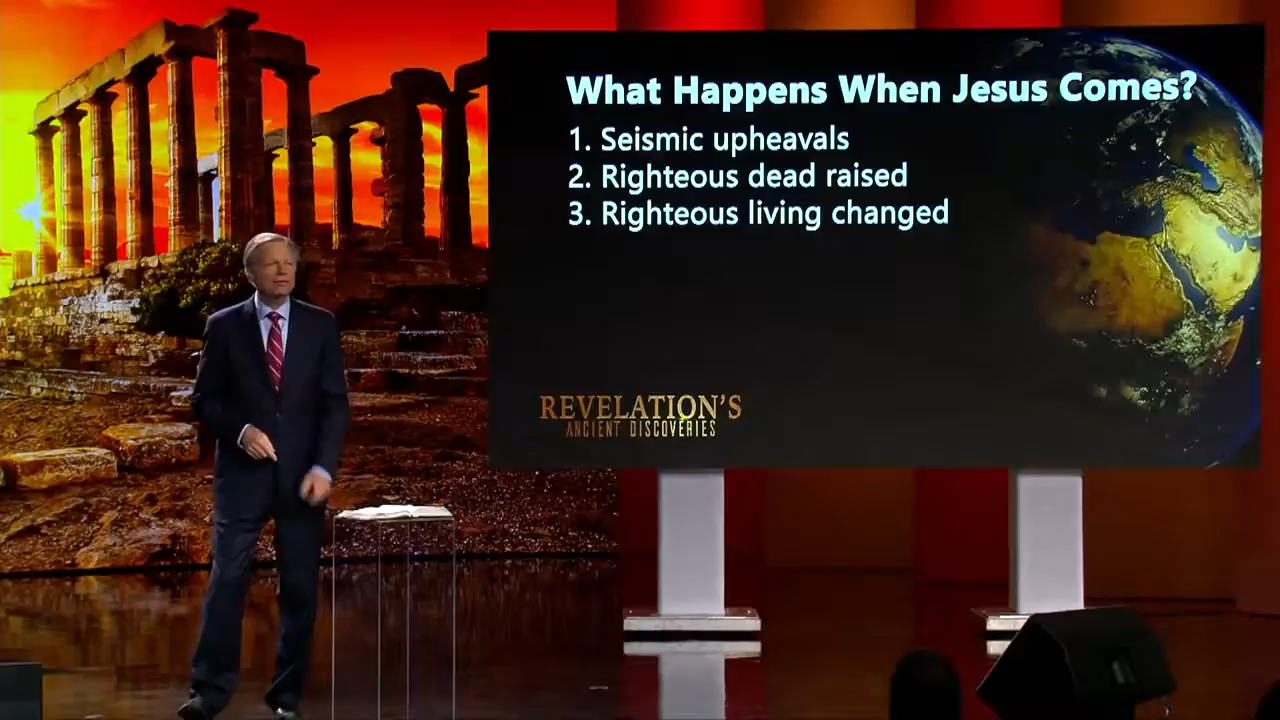 What Happens When Jesus Comes?
1. Seismic upheavals
2. Righteous dead raised
3. Righteous living changed
REVELATION'S
ANCIENT DISCOVERIES